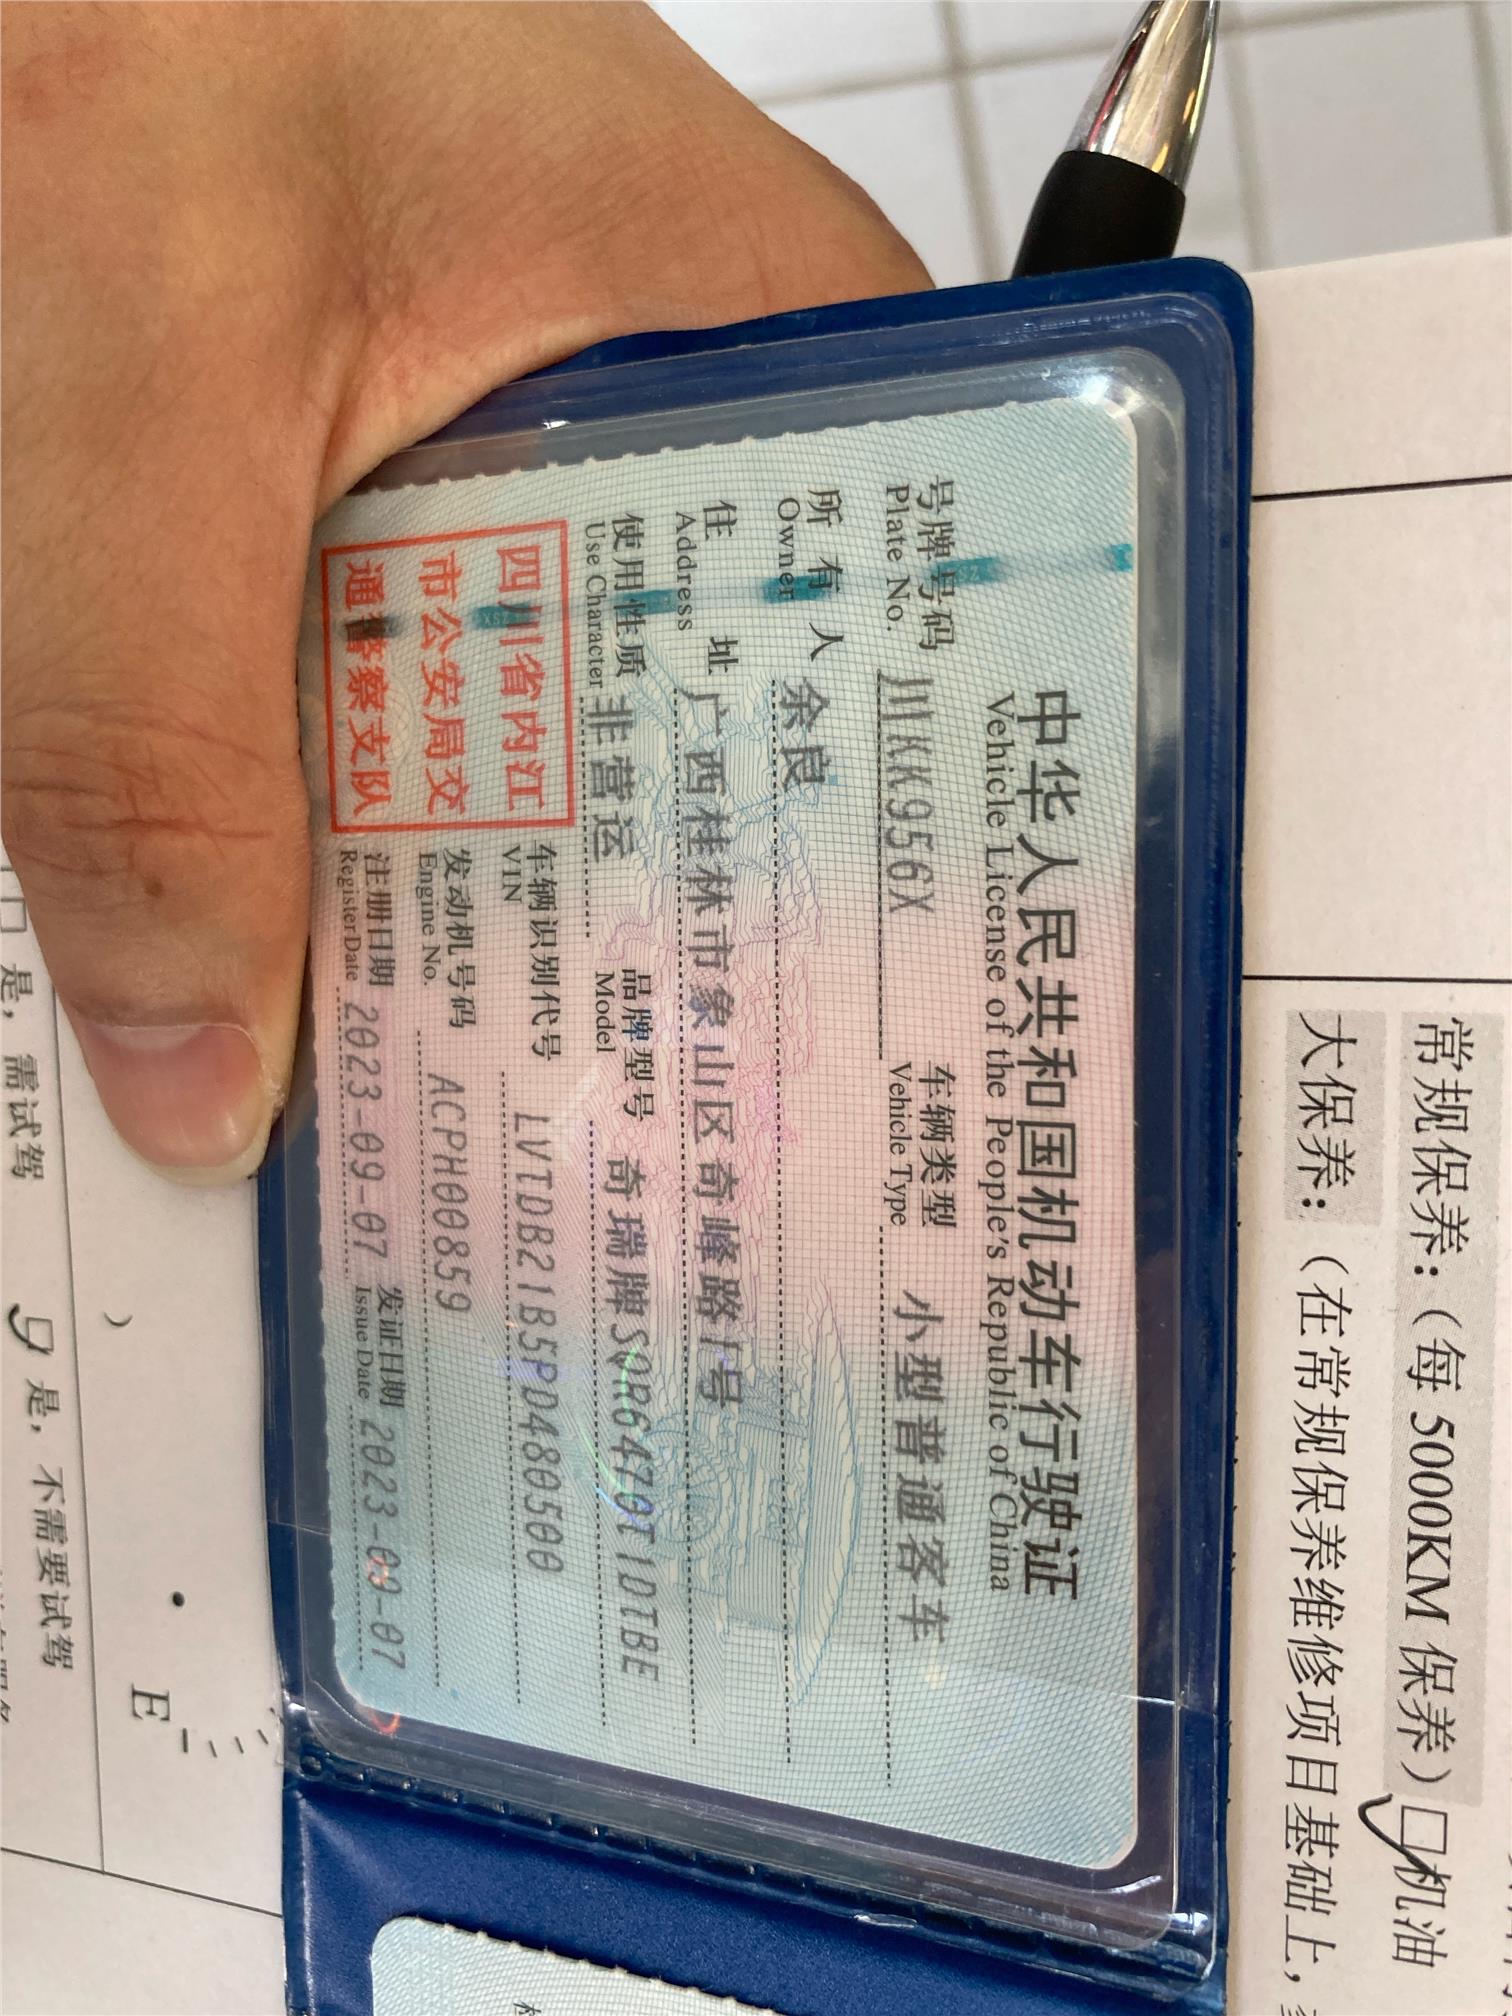 中华人民共和国机动车行驶证
Vehicle License of the People's Republic of China
号牌号码 川KK956X 车辆类型 小型普通客车
Plate No. Vehicle Type
所有人 余良
Owner
住址 广西桂林市象山区奇峰路1号
Address
使用性质 非营运 品牌型号 奇瑞牌SQR6470T1DTBE
Use Character Model
四川省内江
市公安局交
通警察支队
车辆识别代号 LVTDB21B5PD480500
VIN
发动机号码 ACPH00859
Engine No.
注册日期 2023-09-07 发证日期 2023-09-07
Register Date Issue Date
常规保养：（每 5000KM 保养）□机油
大保养：（在常规保养维修项目基础上，
是，需试驾
是，不需要试驾
）
E